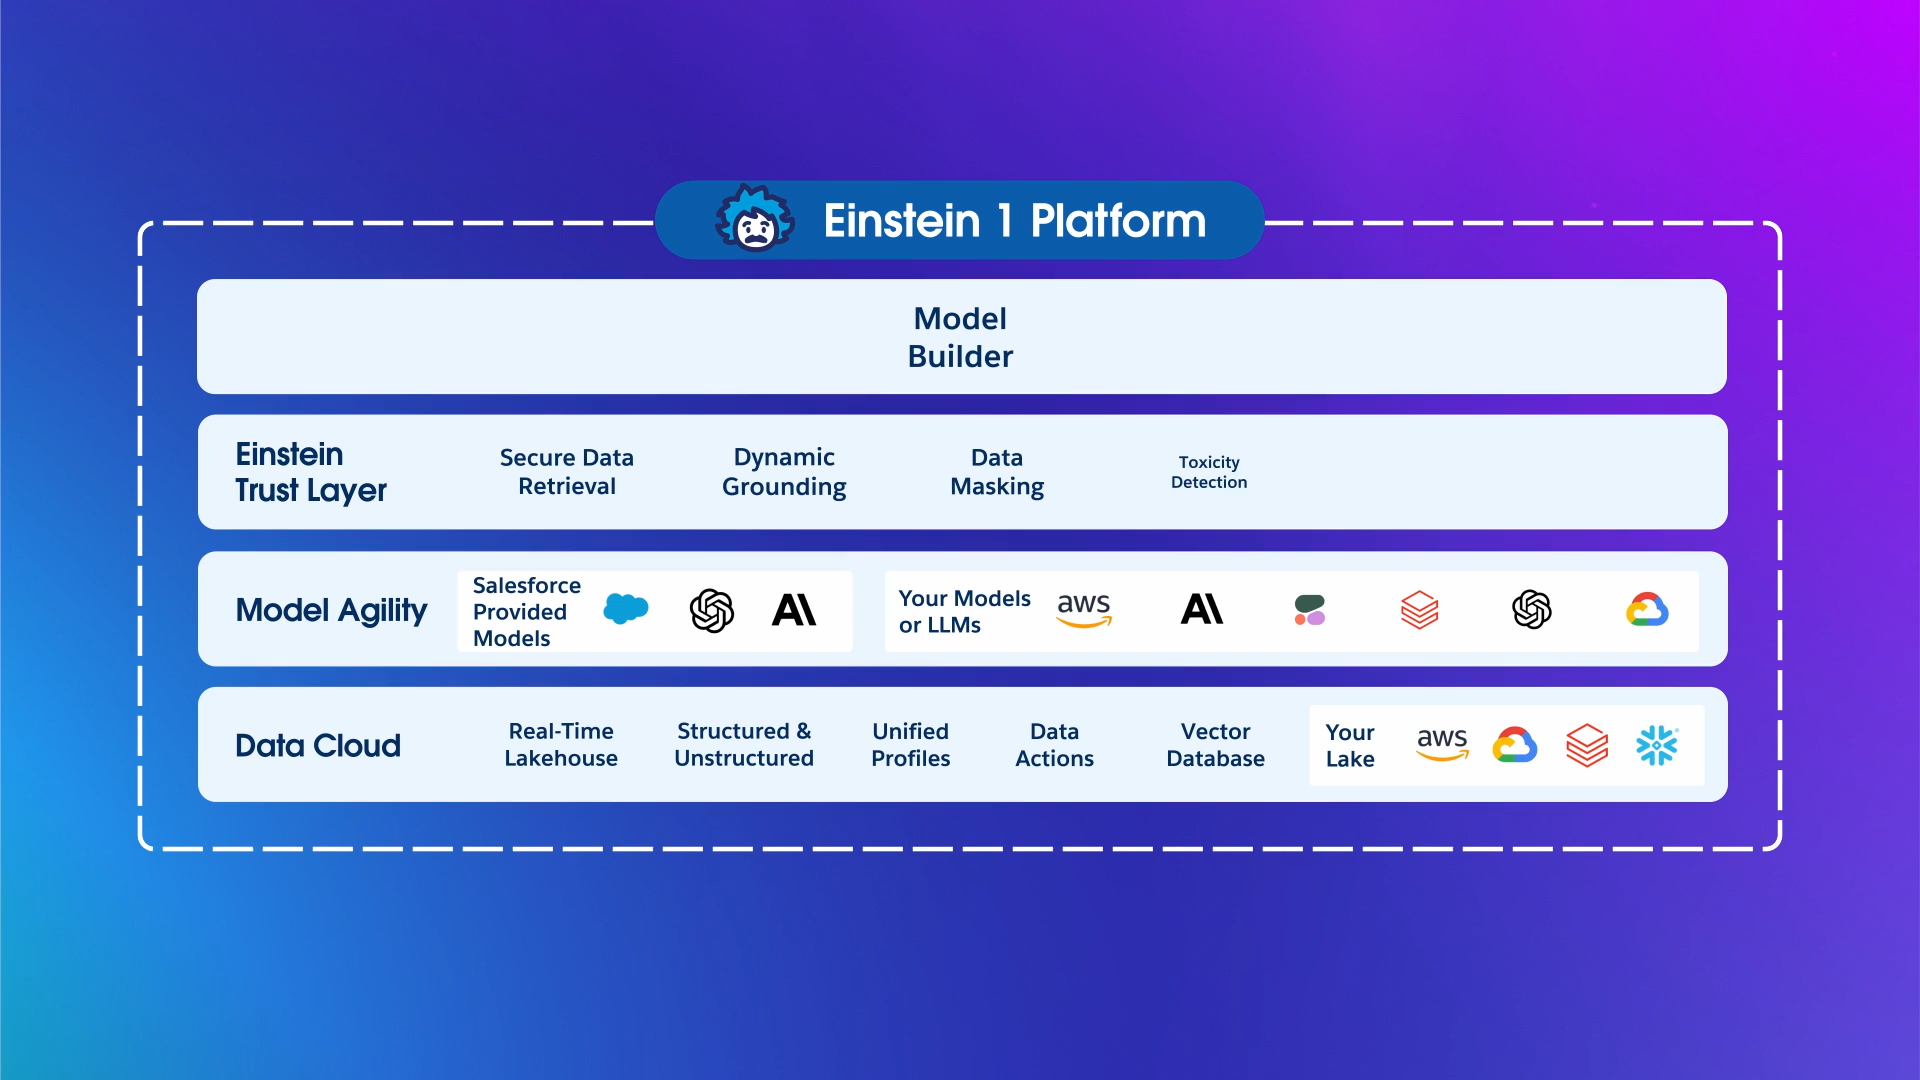 Einstein 1 Platform
Model
Builder
Einstein
Trust Layer
Secure Data
Retrieval
Dynamic
Grounding
Data
Masking
Toxicity
Detection
Model Agility
Salesforce
Provided
Models
AI
Your Models
or LLMs
aws
AI
Data Cloud
Real-Time
Lakehouse
Structured &
Unstructured
Unified
Profiles
Data
Actions
Vector
Database
Your
Lake
aws